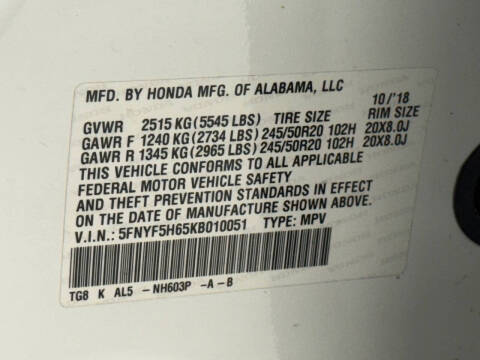 MFD. BY HONDA MFG. OF ALABAMA, LLC
10/'18
GVWR 2515 KG(5545 LBS) TIRE SIZE RIM SIZE
GAWR F 1240 KG(2734 LBS)245/50R20 102H 20X8.0J
GAWR R 1345 KG(2965 LBS)245/50R20 102H 20X8.0J
THIS VEHICLE CONFORMS TO ALL APPLICABLE
FEDERAL MOTOR VEHICLE SAFETY
AND THEFT PREVENTION STANDARDS IN EFFECT
ON THE DATE OF MANUFACTURE SHOWN ABOVE.
V.I.N.: 5FNYF5H65KB010051 TYPE: MPV
TG8 K AL5 - NH603P -A-B